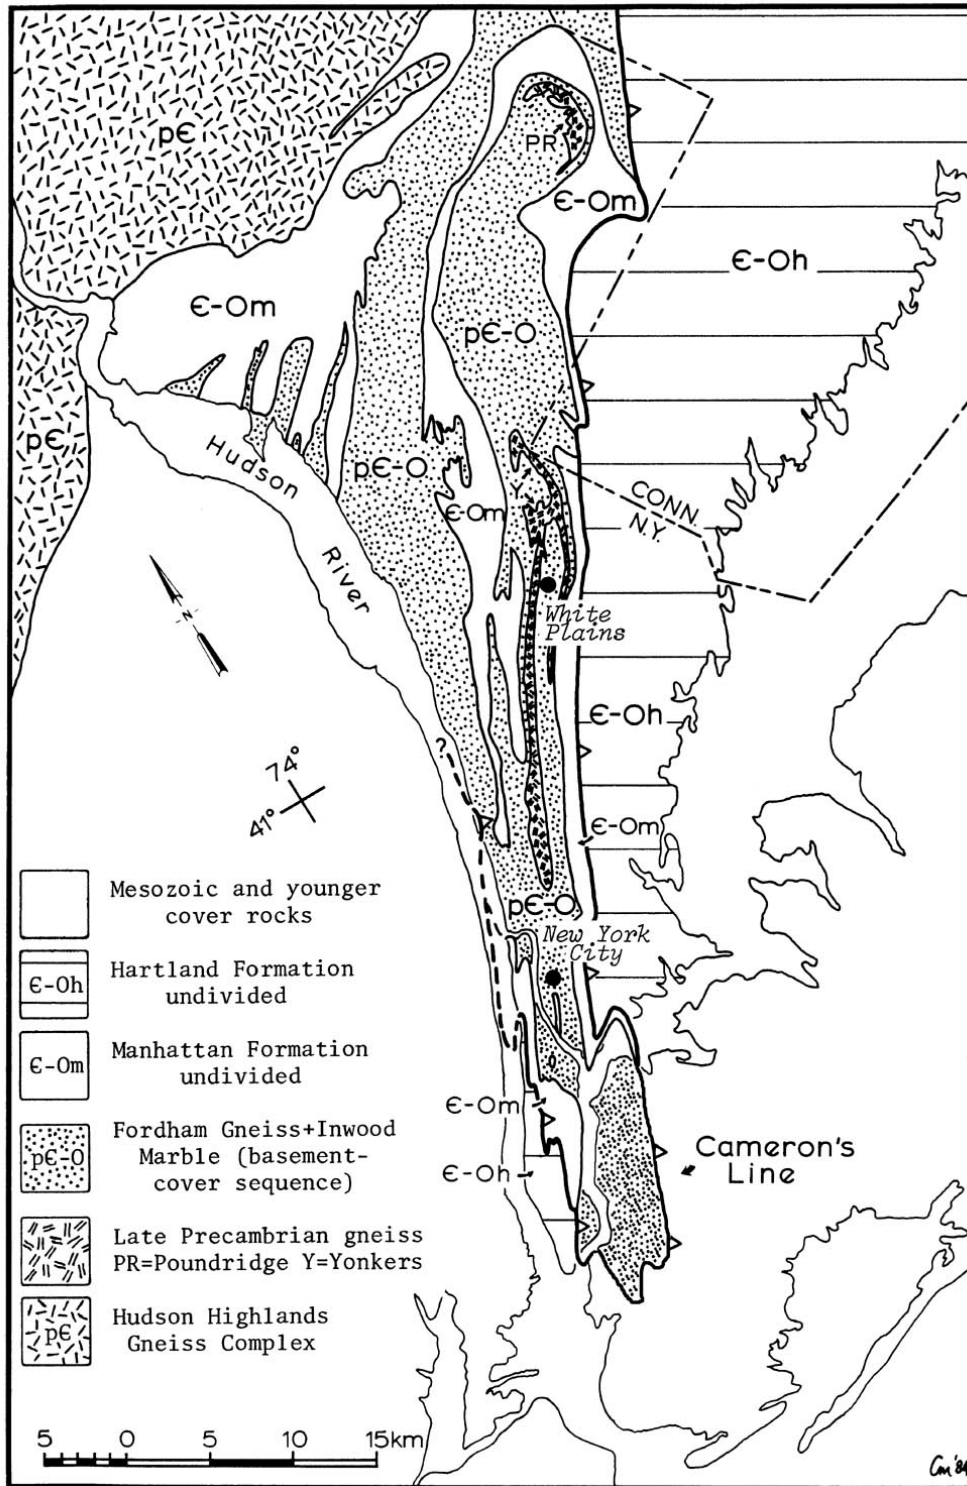 pЄ
PR
Є-Om
Є-Oh
Є-Om
pЄ-O
pЄ
Hudson
River
pЄ-O
Y
Є-Om
CONN.
N.Y.
N
White
Plains
Є-Oh
?
74°
41°
Є-Om
pЄ-O
New York
City
Є-Om
Є-Oh
Cameron's
Line
Mesozoic and younger
cover rocks
Є-Oh
Hartland Formation
undivided
Є-Om
Manhattan Formation
undivided
pЄ-O
Fordham Gneiss+Inwood
Marble (basement-
cover sequence)
Late Precambrian gneiss
PR=Poundridge Y=Yonkers
pЄ
Hudson Highlands
Gneiss Complex
5 0 5 10 15km